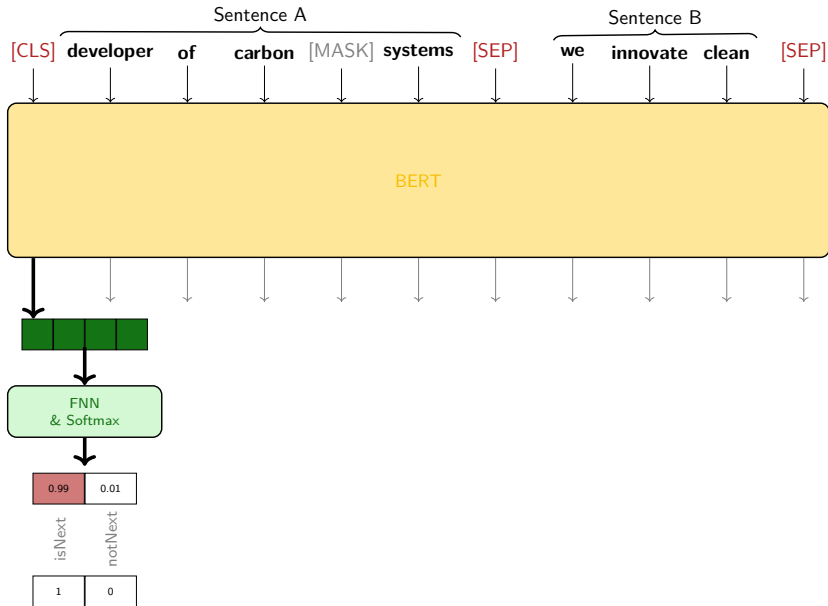 Sentence A Sentence B
[CLS] developer of carbon [MASK] systems [SEP] we innovate clean [SEP]
BERT
FNN
& Softmax
0.99 0.01
isNext notNext
1 0